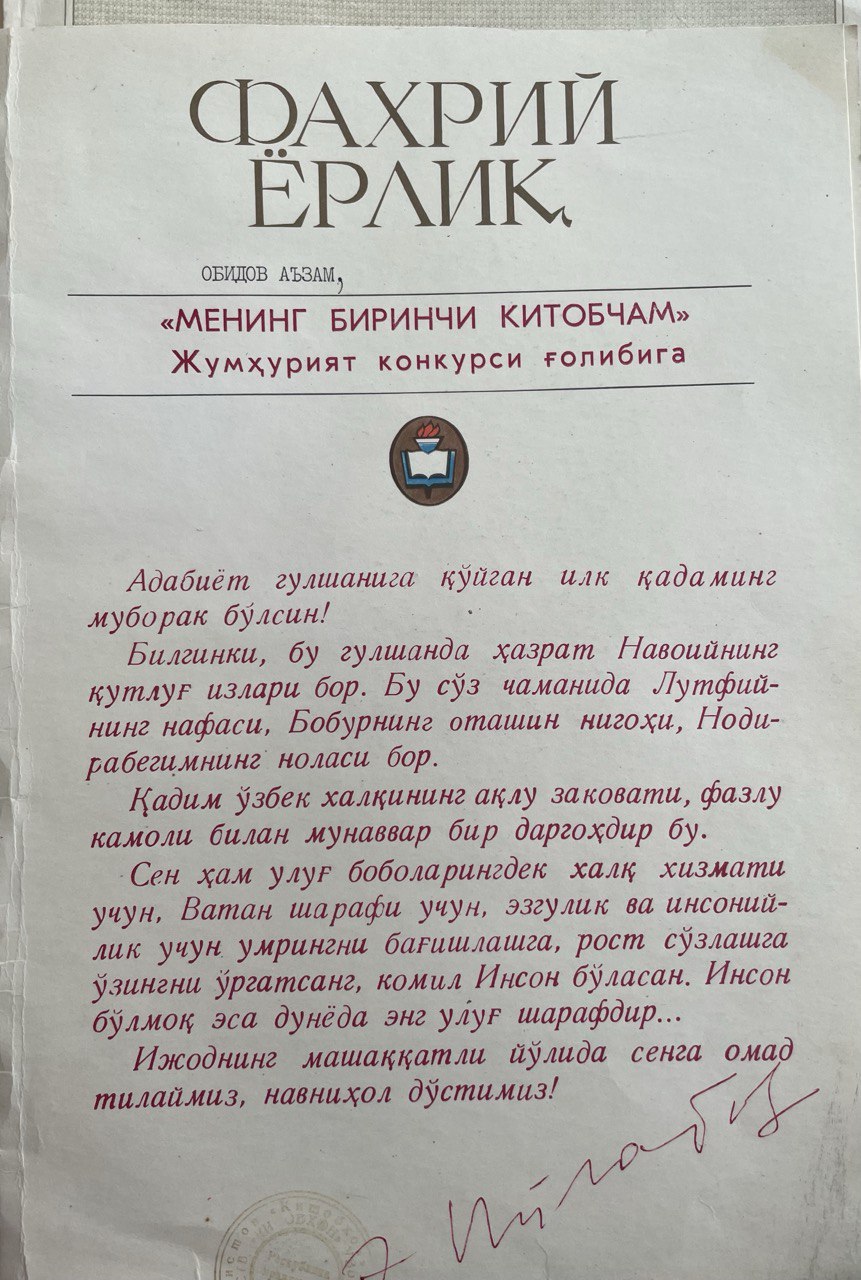 ФАХРИЙ
ЁРЛИҚ
ОБИДОВ АЪЗАМ,
«МЕНИНГ БИРИНЧИ КИТОБЧАМ»
Жумҳурият конкурси ғолибига
Адабиёт гулшанига қўйган илк қадаминг
муборак бўлсин!
Билгинки, бу гулшанда ҳазрат Навоийнинг
қутлуғ излари бор. Бу сўз чаманида Лутфий-
нинг нафаси, Бобурнинг оташин нигоҳи, Ноди-
рабегимнинг ноласи бор.
Қадим ўзбек халқининг ақлу заковати, фазлу
камоли билан мунаввар бир даргоҳдир бу.
Сен ҳам улуғ боболарингдек халқ хизмати
учун, Ватан шарафи учун, эзгулик ва инсоний-
лик учун умрингни бағишлашга, рост сўзлашга
ўзингни ўргатсанг, комил Инсон бўласан. Инсон
бўлмоқ эса дунёда энг улуғ шарафдир...
Ижоднинг машаққатли йўлида сенга омад
тилаймиз, навниҳол дўстимиз!